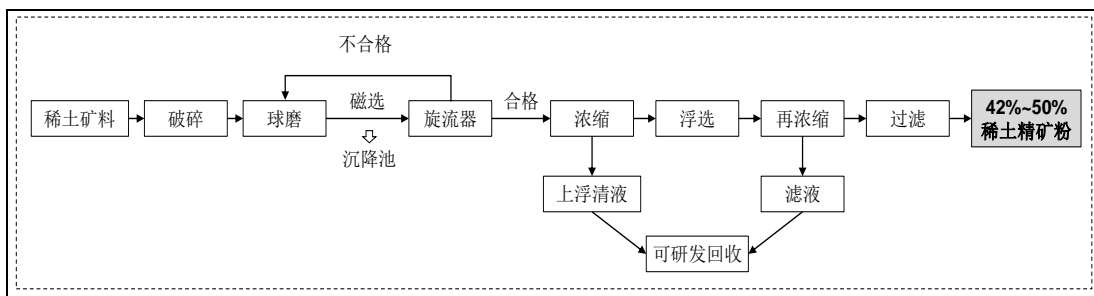 不合格
稀土矿料
破碎
球磨
磁选
沉降池
旋流器
合格
浓缩
浮选
再浓缩
过滤
42%~50%
稀土精矿粉
上浮清液
滤液
可研发回收